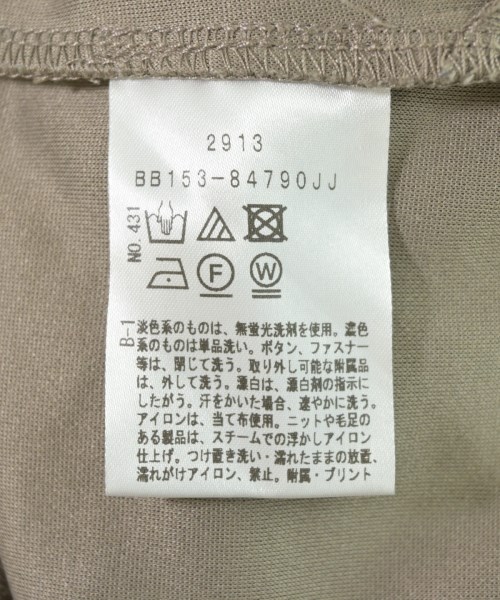 2913
BB153-84790JJ
NO.431
F W
B-1
淡色系のものは、無蛍光洗剤を使用。濃色
系のものは単品洗い。ボタン、ファスナー
等は、閉じて洗う。取り外し可能な附属品
は、外して洗う。漂白は、漂白剤の指示に
したがう。汗をかいた場合、速やかに洗う。
アイロンは、当て布使用。ニットや毛足の
ある製品は、スチームでの浮かしアイロン
仕上げ。つけ置き洗い・濡れたままの放置、
濡れがけアイロン、禁止。附属・プリント